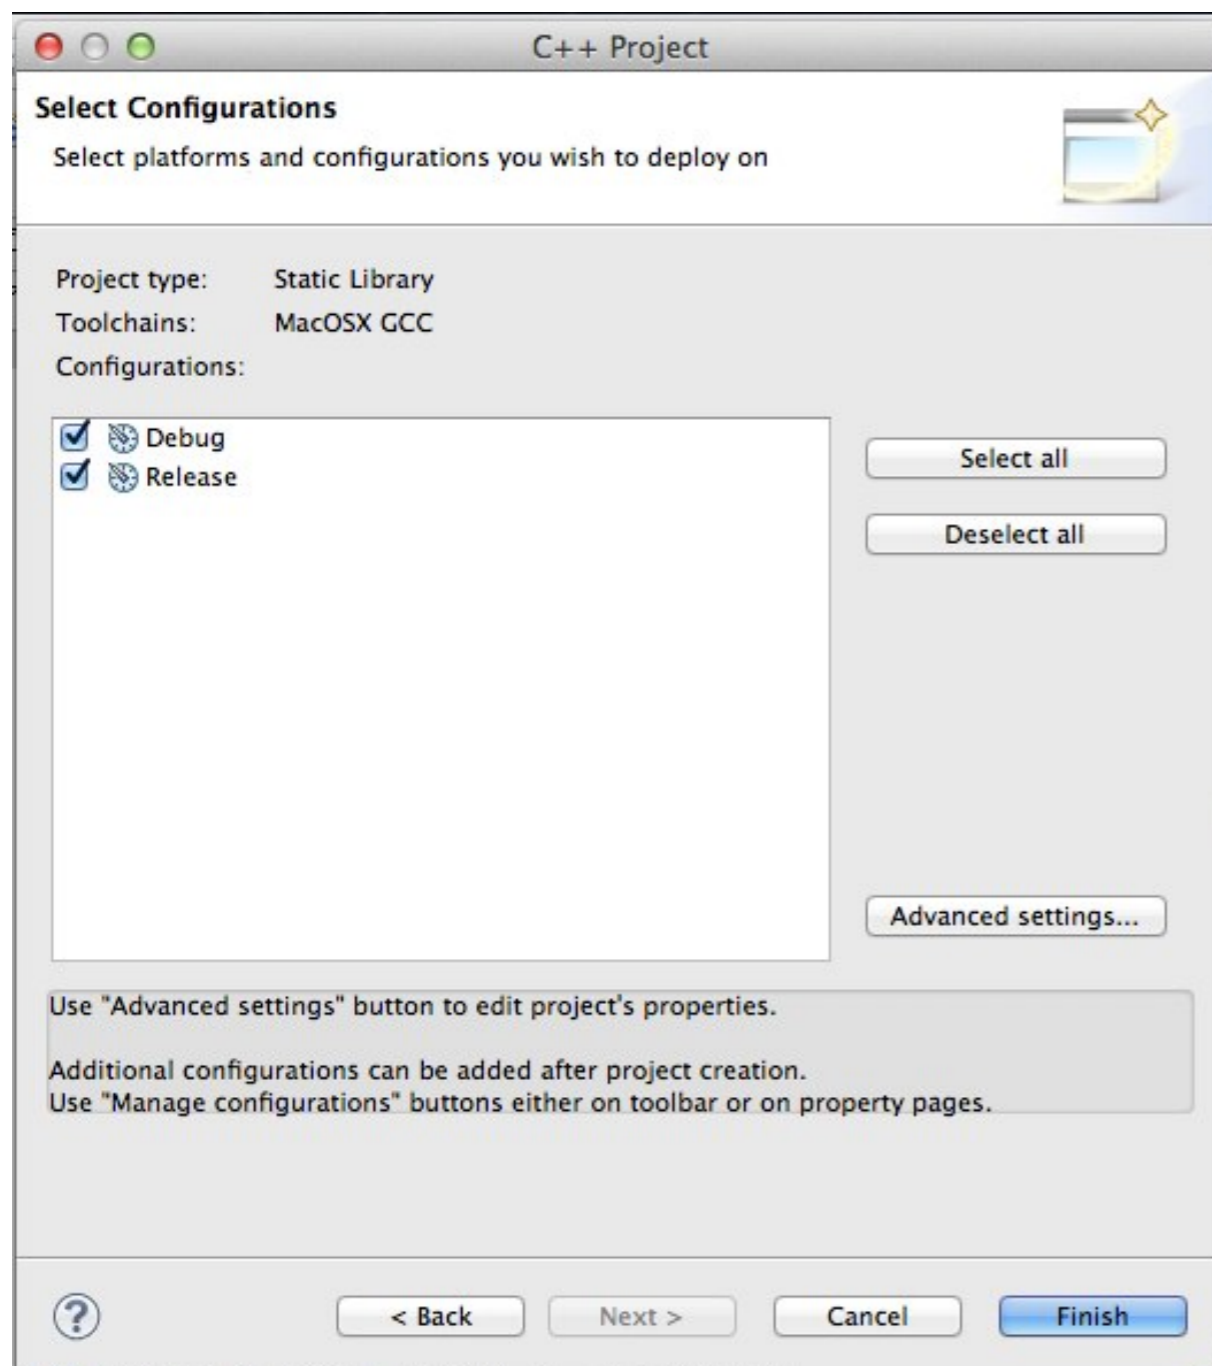 C++ Project
Select Configurations
Select platforms and configurations you wish to deploy on
Project type: Static Library
Toolchains: MacOSX GCC
Configurations:
Debug
Release
Select all
Deselect all
Advanced settings...
Use "Advanced settings" button to edit project's properties.
Additional configurations can be added after project creation.
Use "Manage configurations" buttons either on toolbar or on property pages.
?
< Back
Next >
Cancel
Finish